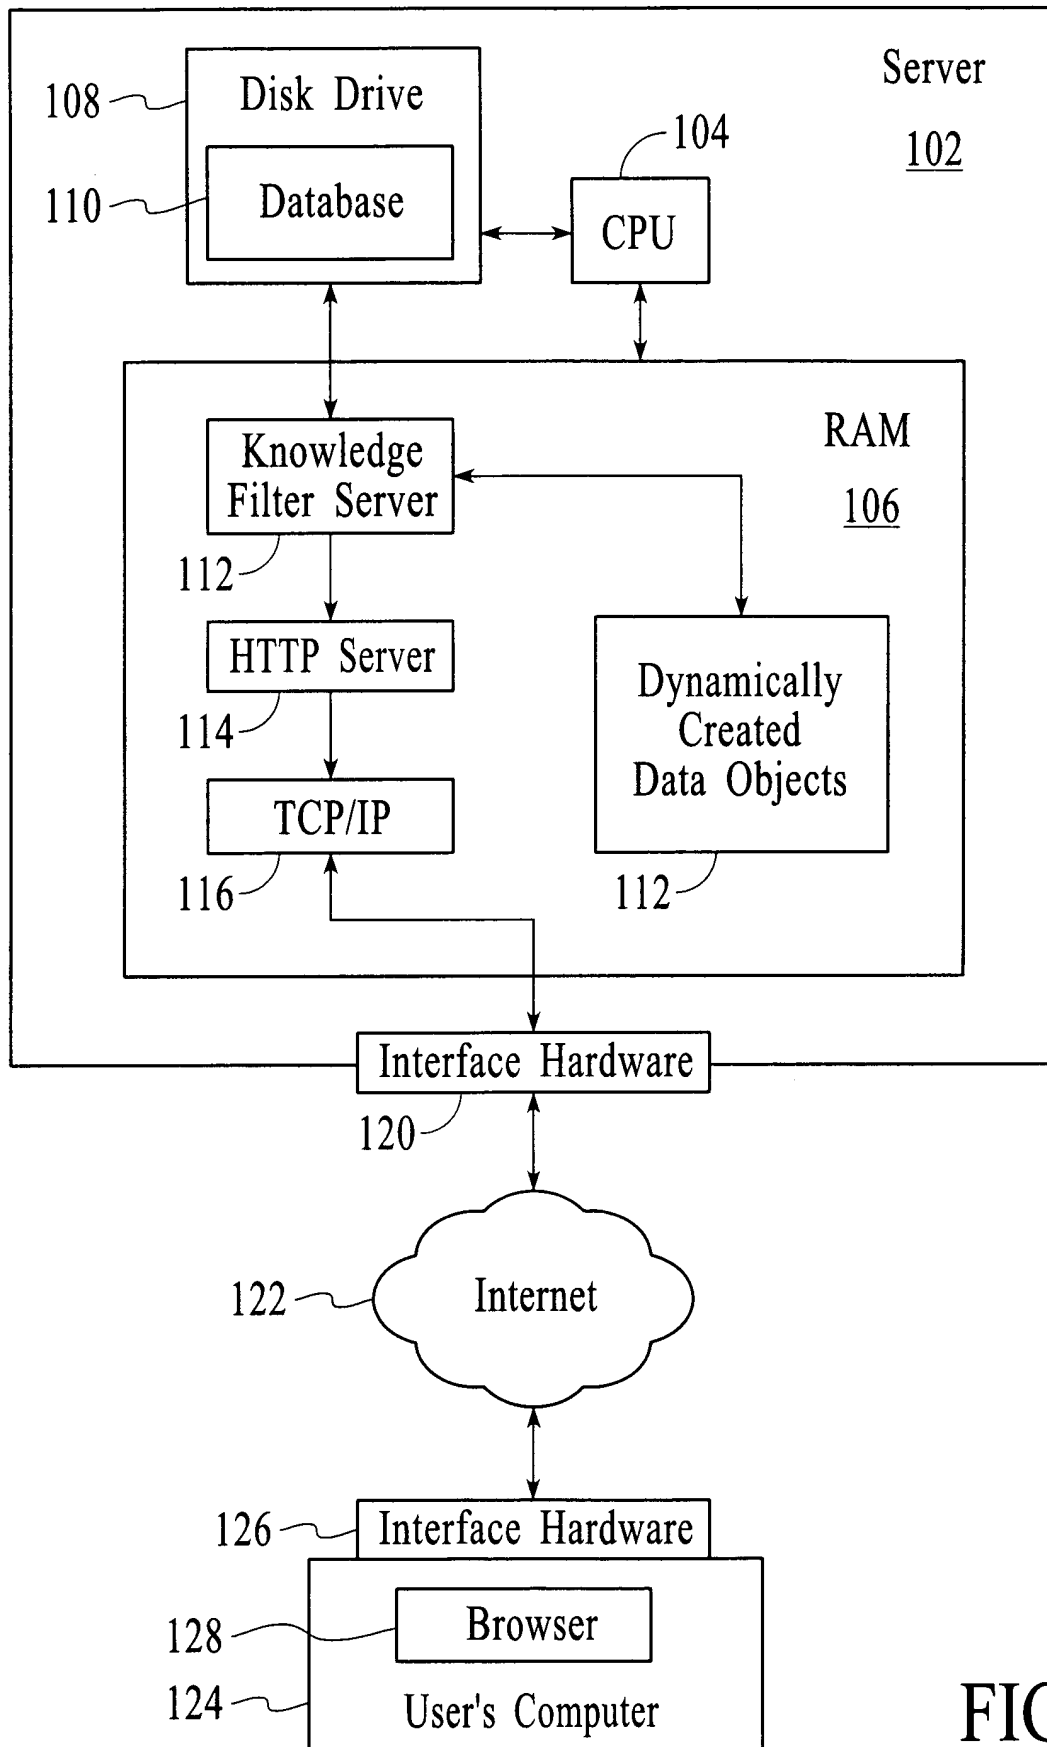 Server
102
108
Disk Drive
104
110
Database
CPU
RAM
106
Knowledge
Filter Server
112
HTTP Server
114
Dynamically
Created
Data Objects
112
TCP/IP
116
Interface Hardware
120
122
Internet
126
Interface Hardware
128
Browser
124
User's Computer